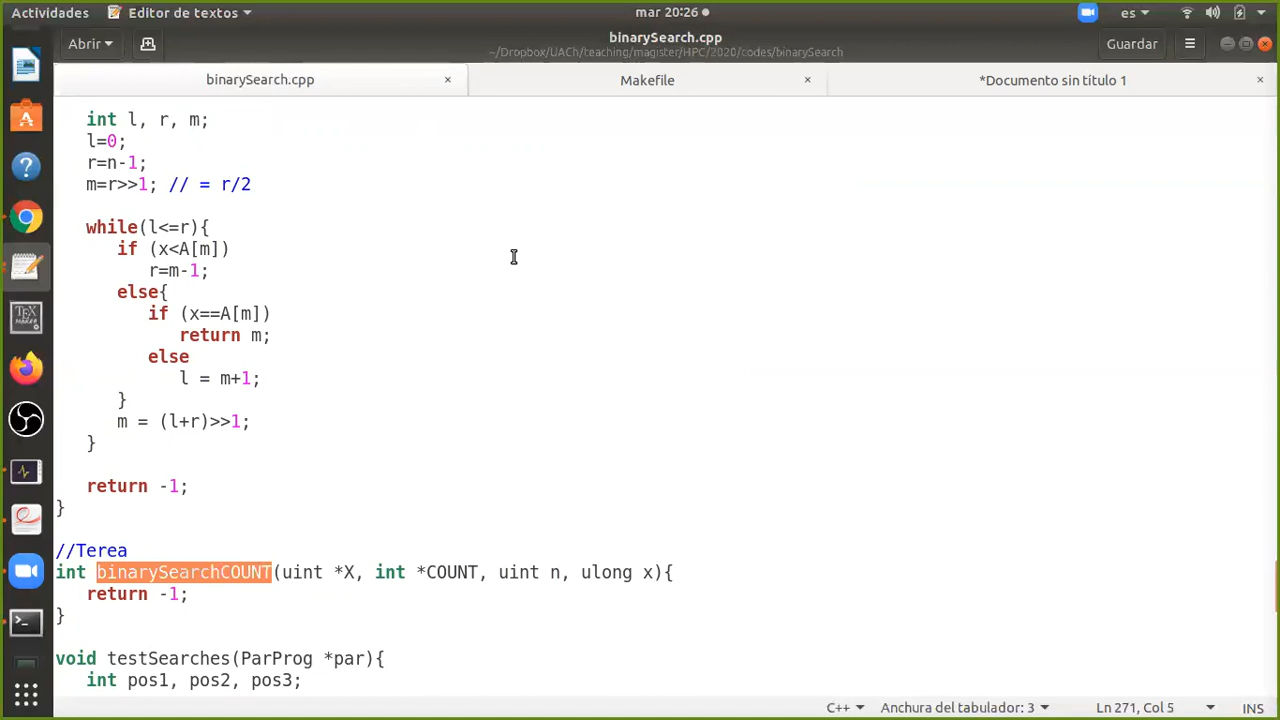 Actividades
Editor de textos
mar 20:26
es
Abrir
binarySearch.cpp
~/Dropbox/UACh/teaching/magister/HPC/2020/codes/binarySearch
Guardar
binarySearch.cpp
Makefile
*Documento sin título 1
int l, r, m;
l=0;
r=n-1;
m=r>>1; // = r/2
while(l<=r){
if (x<A[m])
r=m-1;
else{
if (x==A[m])
return m;
else
l = m+1;
}
m = (l+r)>>1;
}
return -1;
}
//Terea
int binarySearchCOUNT(uint *X, int *COUNT, uint n, ulong x){
return -1;
}
void testSearches(ParProg *par){
int pos1, pos2, pos3;
C++
Anchura del tabulador: 3
Ln 271, Col 5
INS